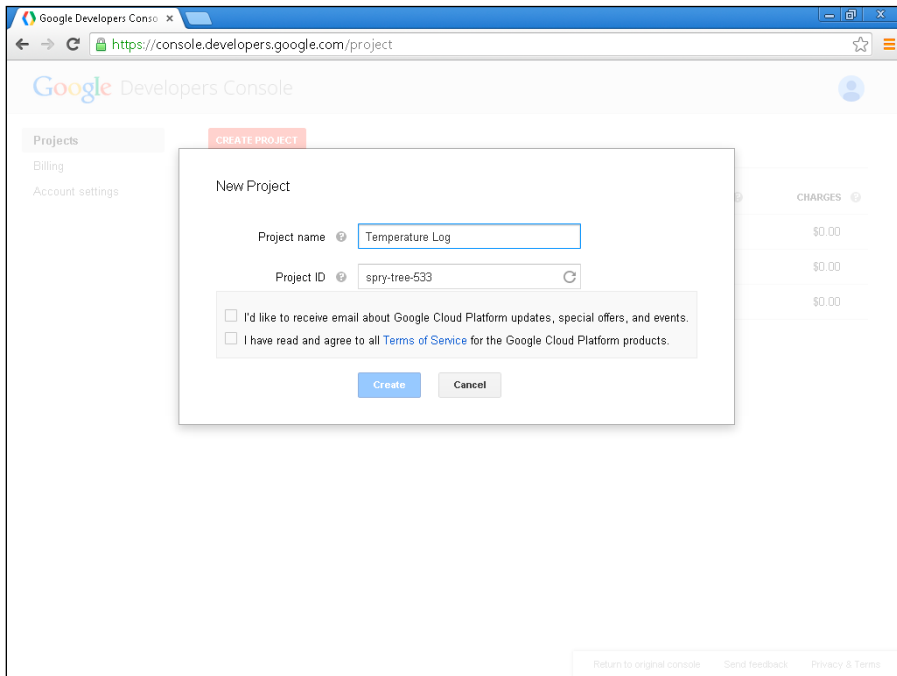 Google Developers Conso
https://console.developers.google.com/project
Google Developers Console
Projects
CREATE PROJECT
Billing
Account settings
CHARGES
$0.00
$0.00
$0.00
New Project
Project name
Temperature Log
Project ID
spry-tree-533
I'd like to receive email about Google Cloud Platform updates, special offers, and events.
I have read and agree to all Terms of Service for the Google Cloud Platform products.
Create Cancel
Return to original console Send feedback Privacy & Terms